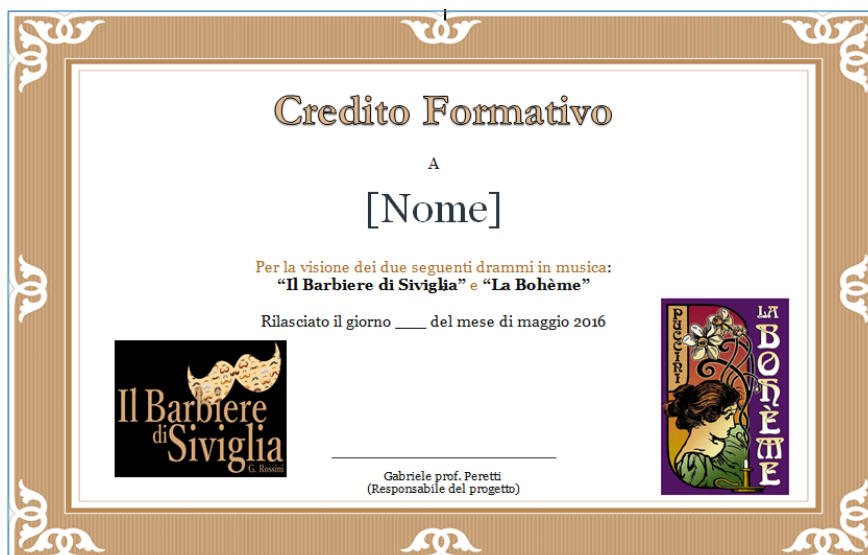 Credito Formativo
A
[Nome]
Per la visione dei due seguenti drammi in musica:
“Il Barbiere di Siviglia” e “La Bohème”
Rilasciato il giorno ____ del mese di maggio 2016
Il Barbiere
di Siviglia
G. Rossini
PUCCINI
LA
BOHÈME
Gabriele prof. Peretti
(Responsabile del progetto)